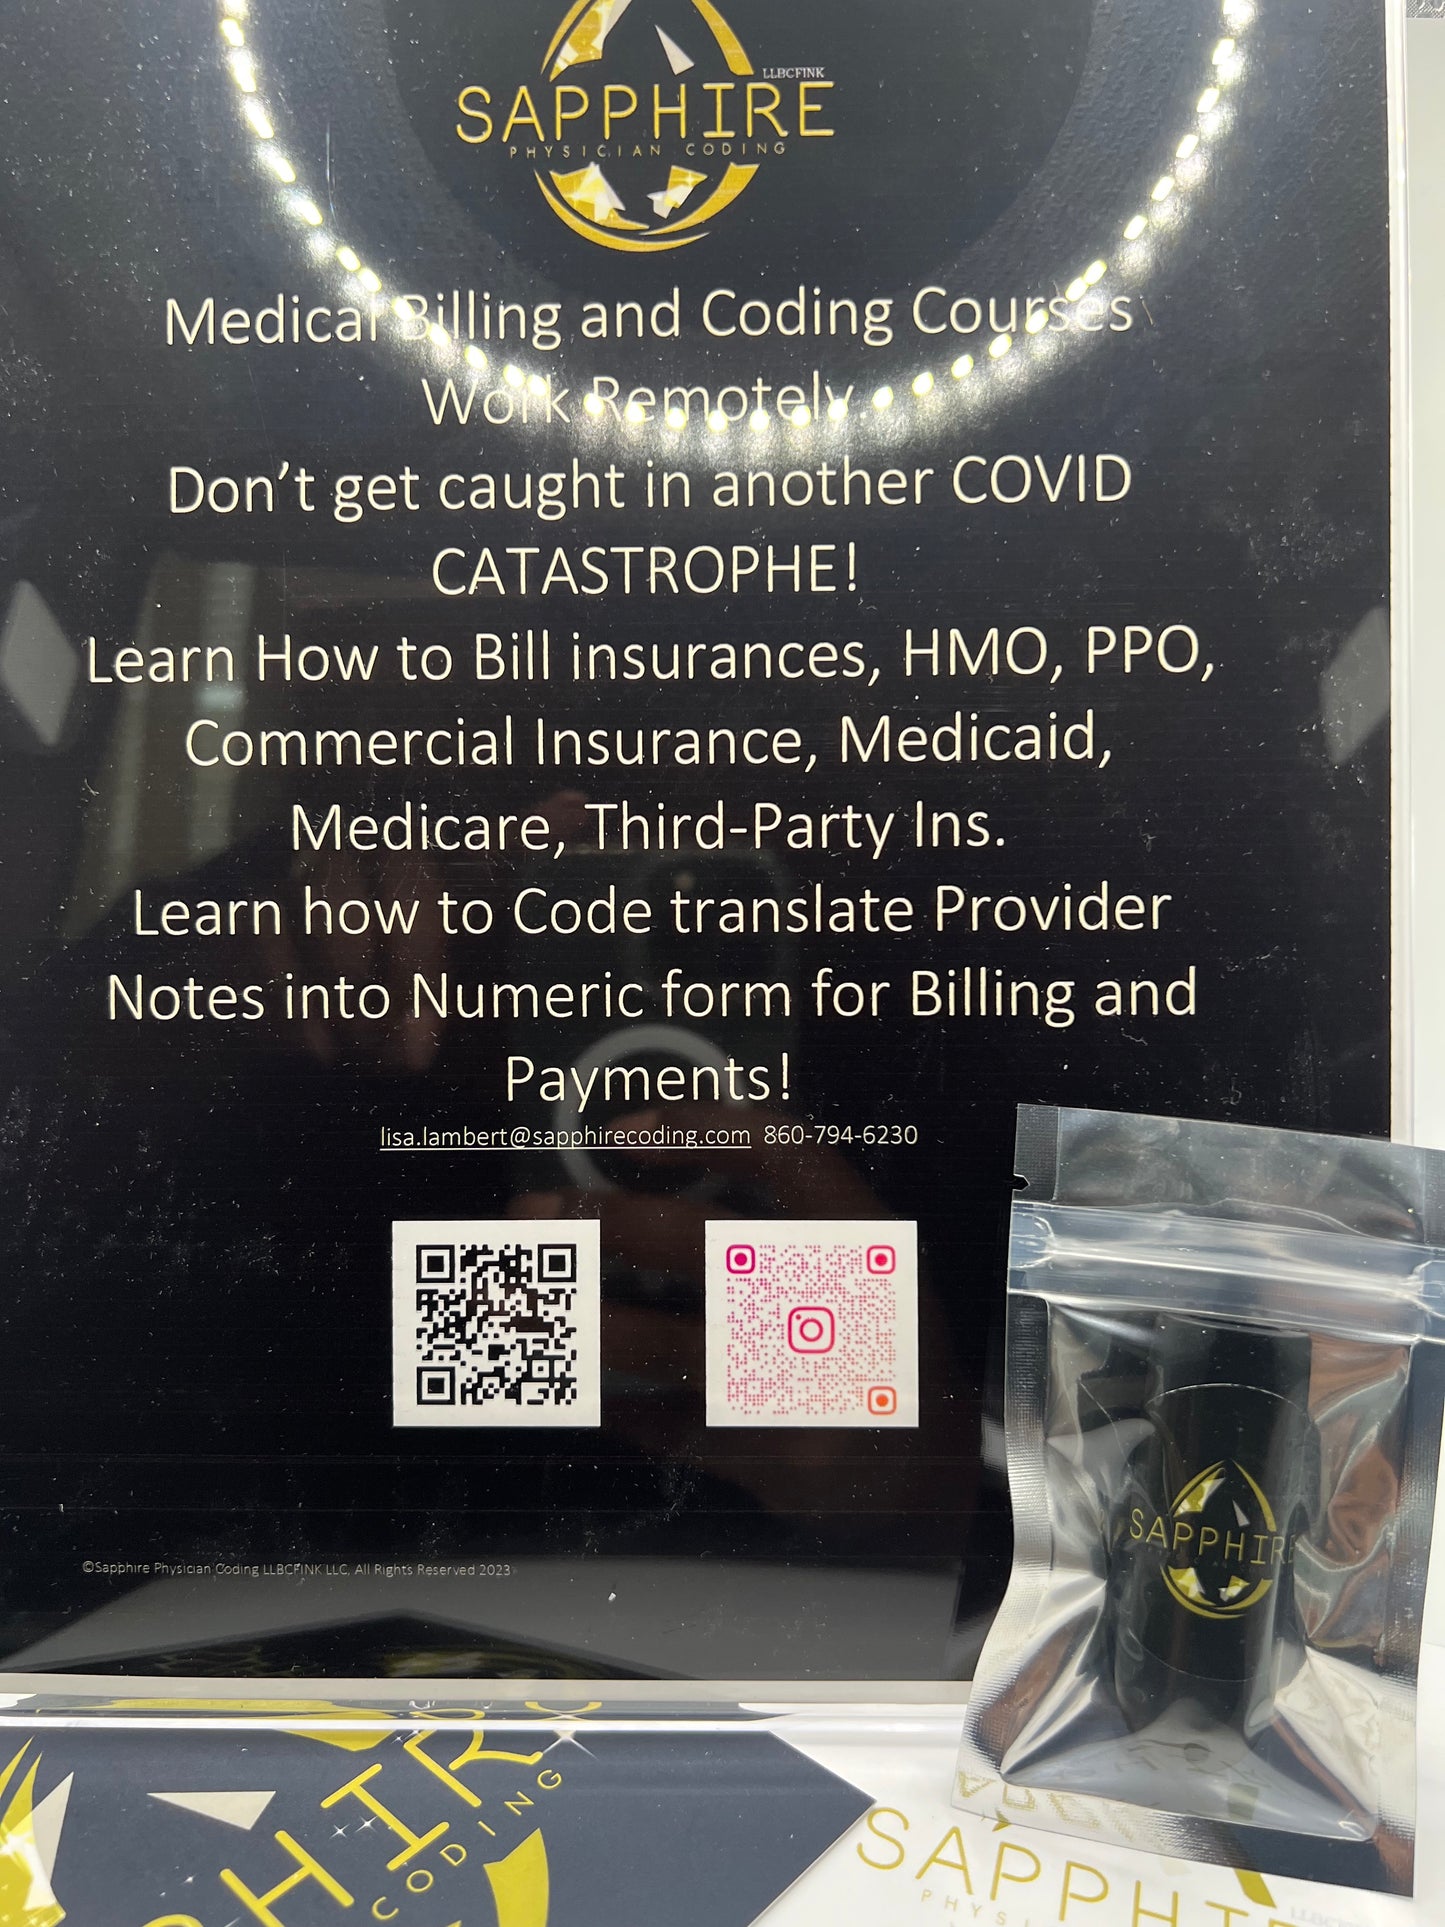 LLBCFINK
SAPPHIRE
PHYSICIAN CODING
Medical Billing and Coding Courses
Work Remotely
Don’t get caught in another COVID
CATASTROPHE!
Learn How to Bill insurances, HMO, PPO,
Commercial Insurance, Medicaid,
Medicare, Third-Party Ins.
Learn how to Code translate Provider
Notes into Numeric form for Billing and
Payments!
lisa.lambert@sapphirecoding.com 860-794-6230
©Sapphire Physician Coding LLBCFINK LLC, All Rights Reserved 2023
SAPPHIRE
PHIR
CODING
SAPPHI
PHYS